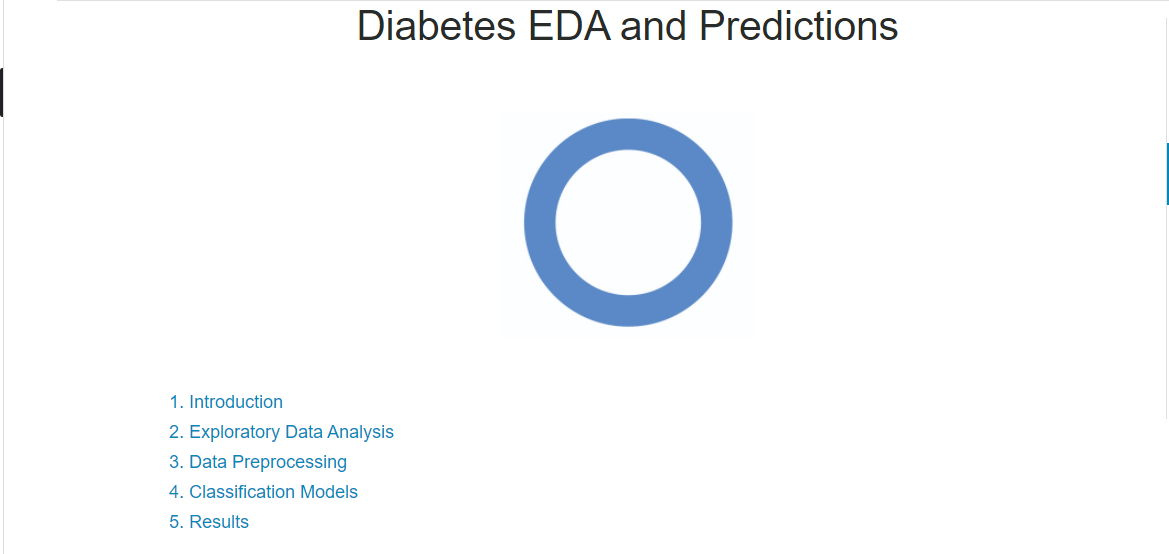 Diabetes EDA and Predictions
1. Introduction
2. Exploratory Data Analysis
3. Data Preprocessing
4. Classification Models
5. Results